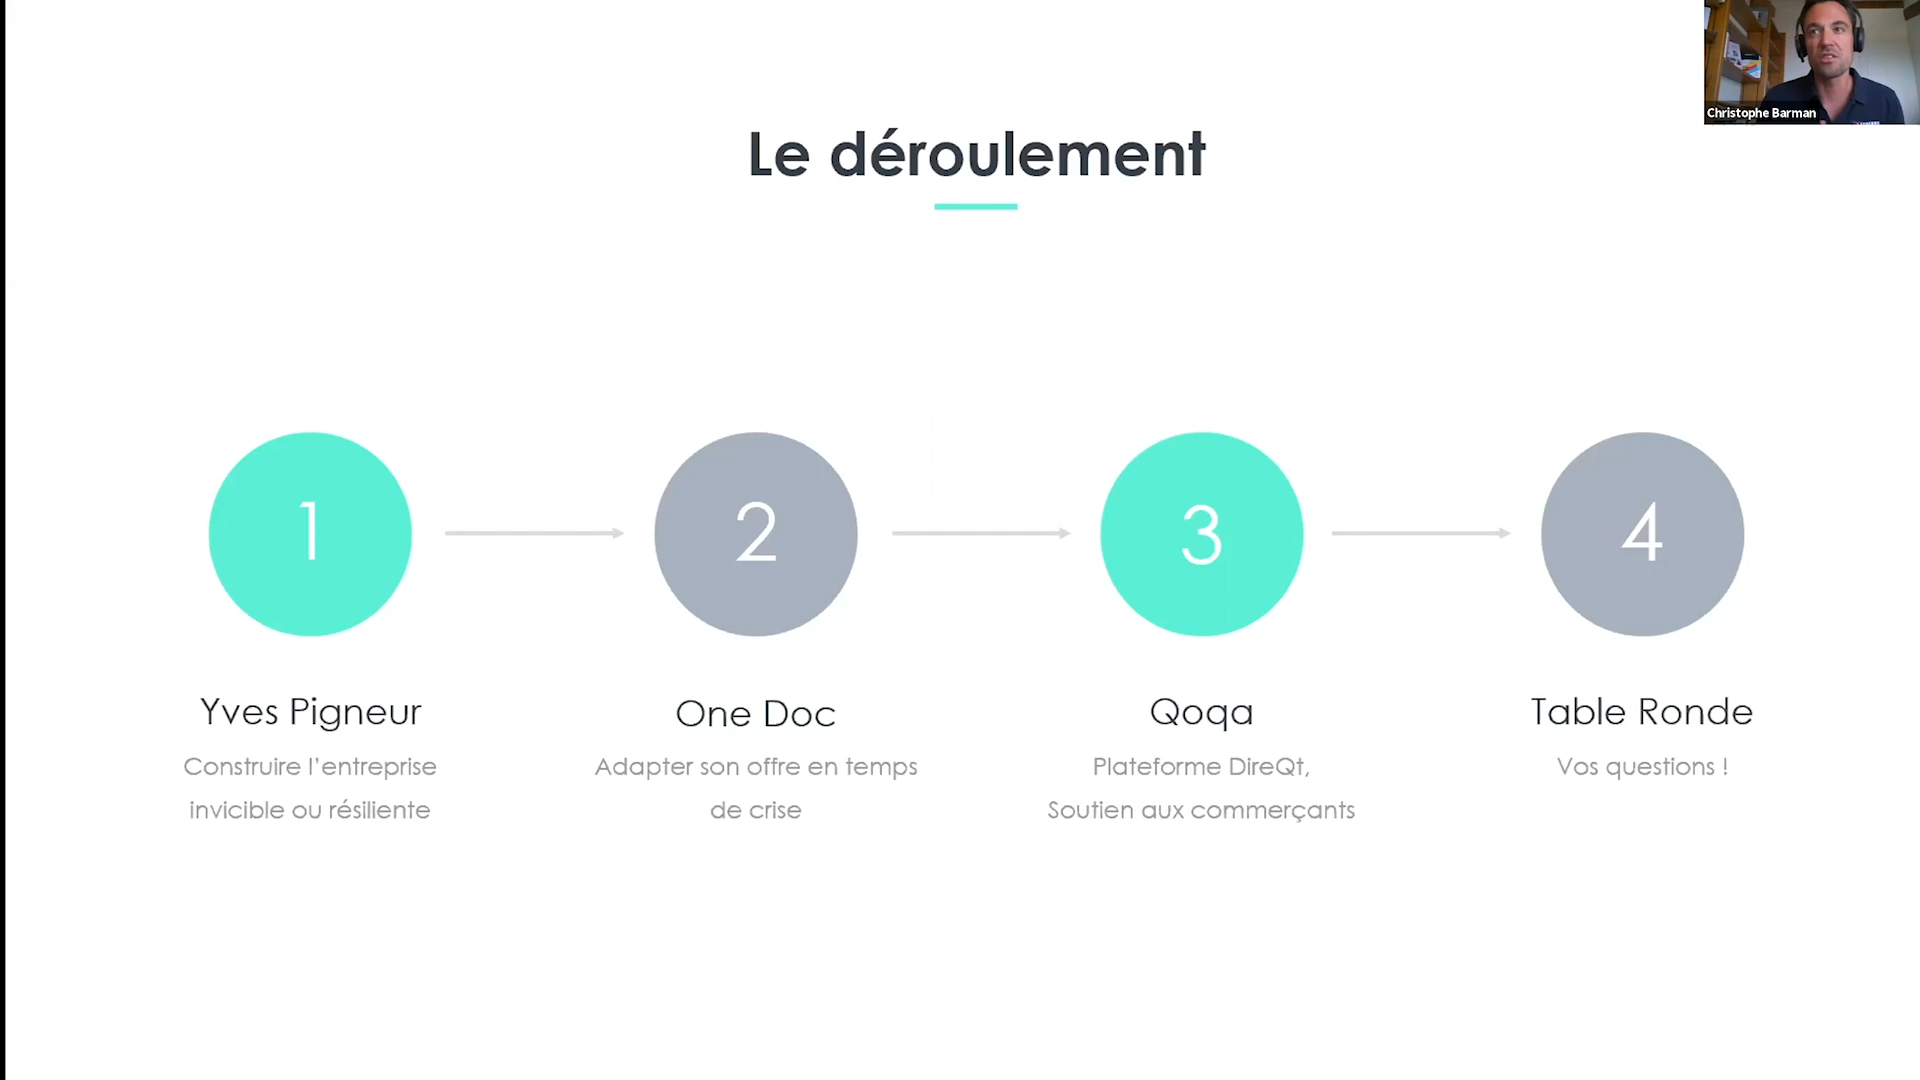 Christophe Barman
Le déroulement
1
2
3
4
Yves Pigneur
Construire l’entreprise
invicible ou résiliente
One Doc
Adapter son offre en temps
de crise
Qoqa
Plateforme DireQt,
Soutien aux commerçants
Table Ronde
Vos questions !